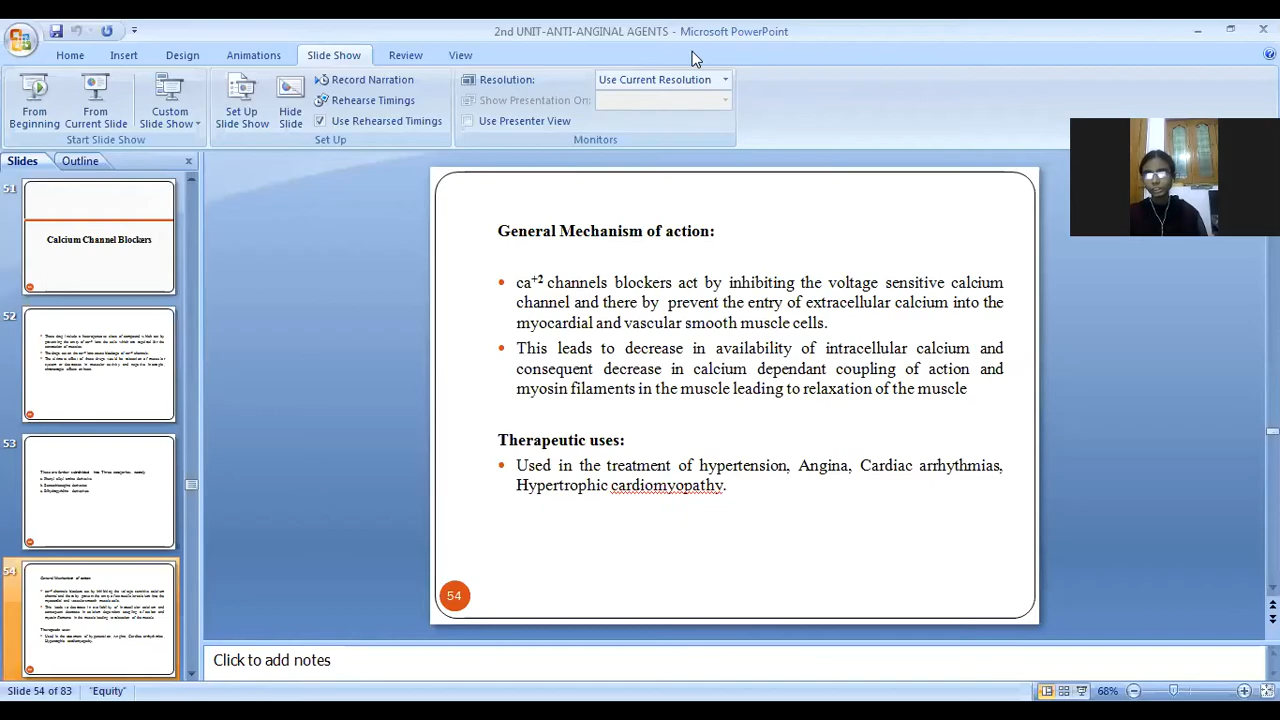 2nd UNIT-ANTI-ANGINAL AGENTS - Microsoft PowerPoint
Home Insert Design Animations Slide Show Review View
From Beginning
From Current Slide
Custom Slide Show
Start Slide Show
Set Up Slide Show
Hide Slide
Record Narration
Rehearse Timings
Use Rehearsed Timings
Set Up
Resolution: Use Current Resolution
Show Presentation On:
Use Presenter View
Monitors
Slides Outline
51
Calcium Channel Blockers
52
53
54
General Mechanism of action:
ca+2 channels blockers act by inhibiting the voltage sensitive calcium
channel and there by prevent the entry of extracellular calcium into the
myocardial and vascular smooth muscle cells.
This leads to decrease in availability of intracellular calcium and
consequent decrease in calcium dependant coupling of action and
myosin filaments in the muscle leading to relaxation of the muscle
Therapeutic uses:
Used in the treatment of hypertension, Angina, Cardiac arrhythmias,
Hypertrophic cardiomyopathy.
54
Click to add notes
Slide 54 of 83 "Equity" 68%